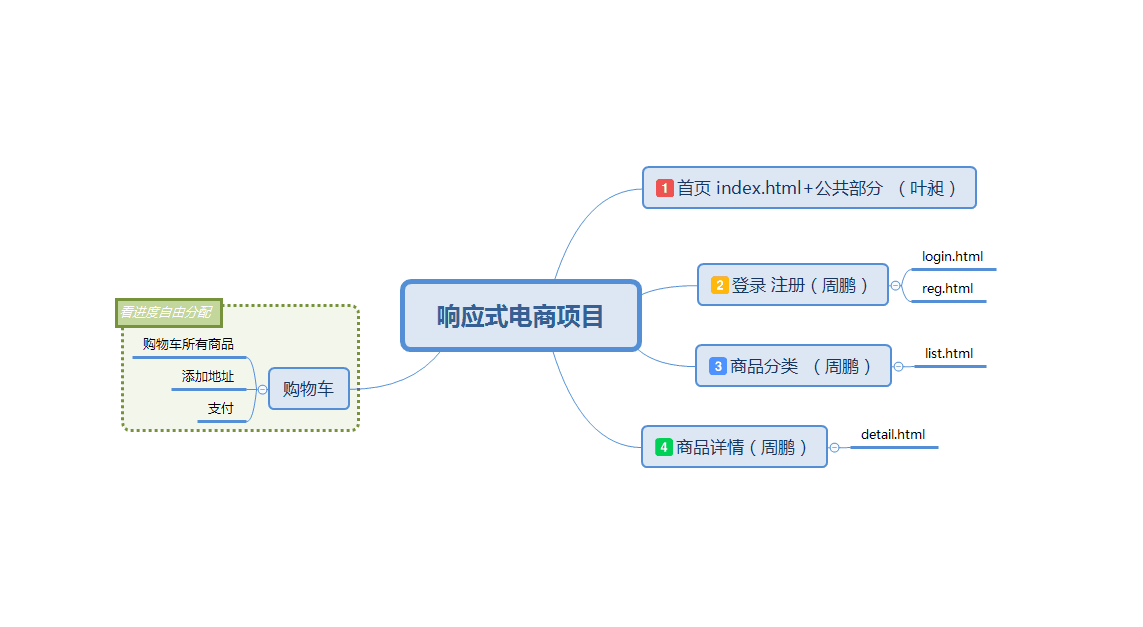 响应式电商项目
1 首页 index.html+公共部分 （叶昶）
2 登录 注册（周鹏）
login.html
reg.html
3 商品分类 （周鹏）
list.html
4 商品详情（周鹏）
detail.html
看进度自由分配
购物车
购物车所有商品
添加地址
支付